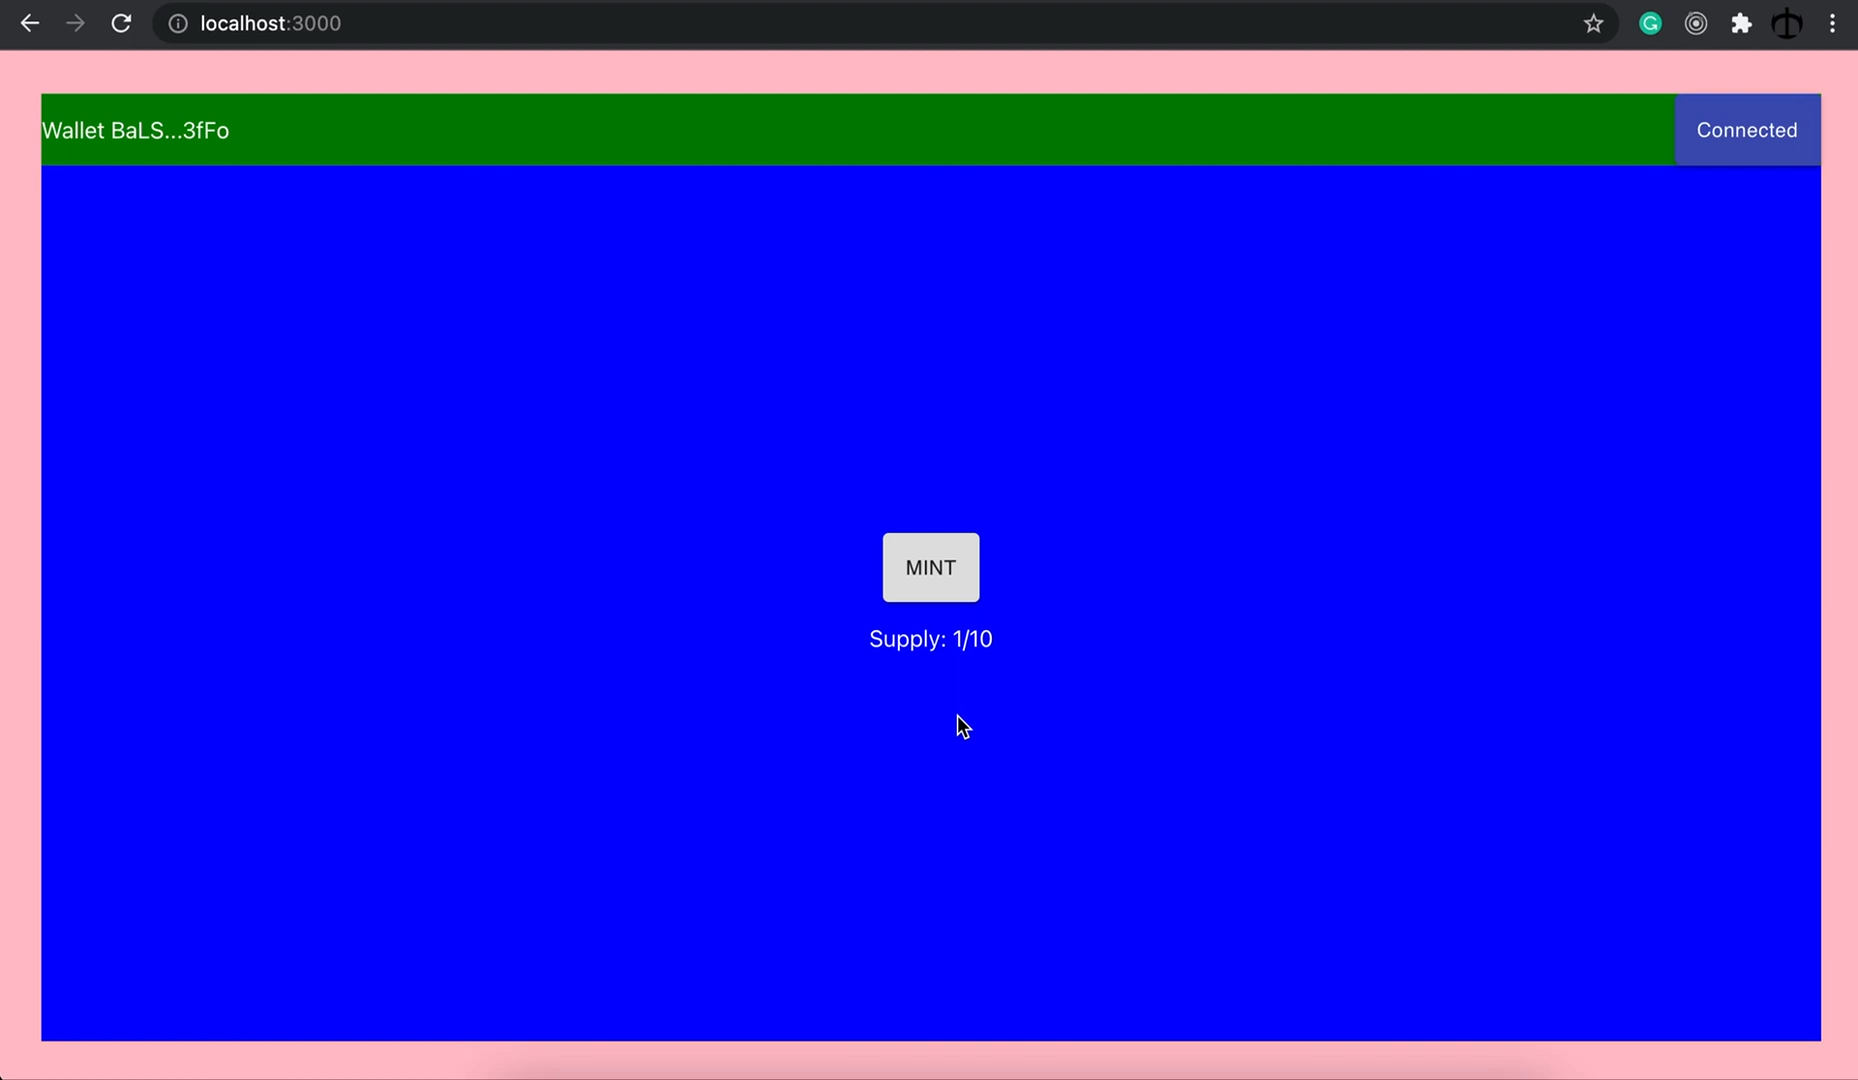 localhost:3000
Wallet BaLS...3fFo
Connected
MINT
Supply: 1/10